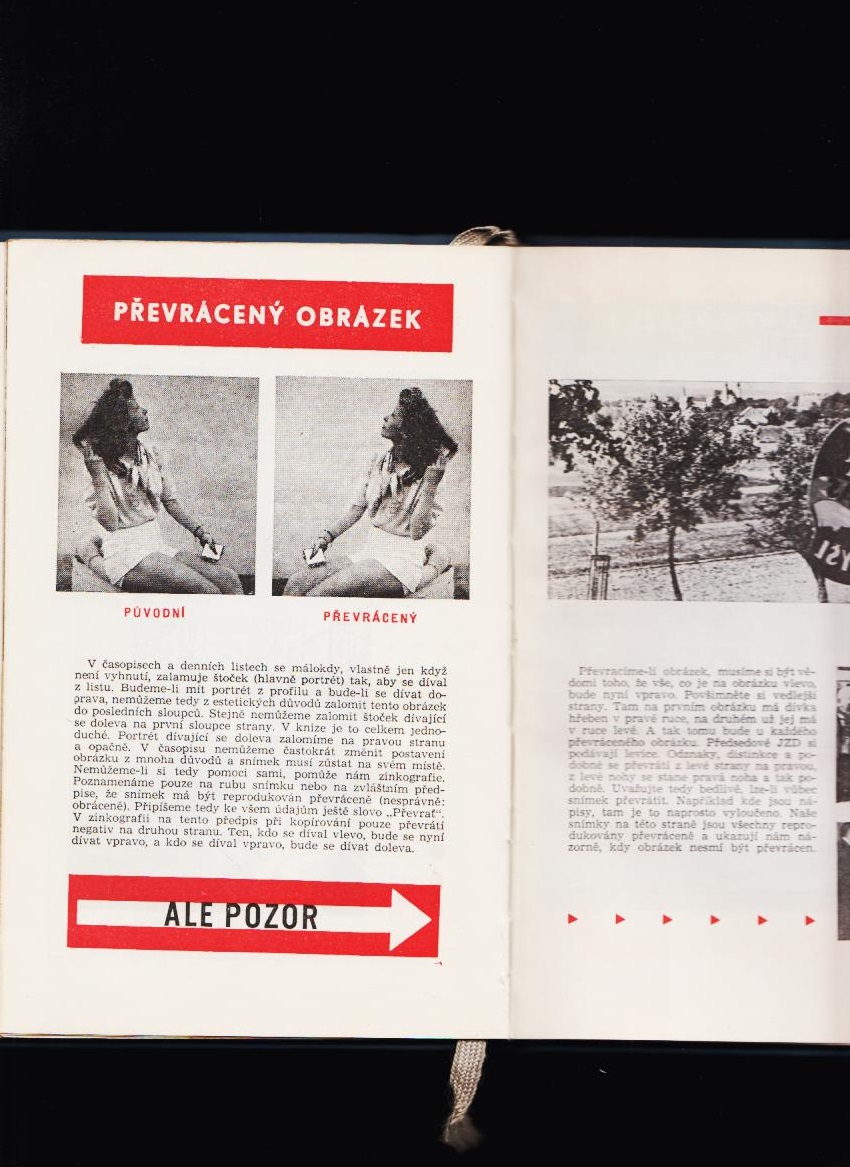 PŘEVRÁCENÝ OBRÁZEK
PŮVODNÍ
PŘEVRÁCENÝ
V časopisech a denních listech se málokdy, vlastně jen když
není vyhnutí, zalamuje štoček (hlavně portrét) tak, aby se díval
z listu. Budeme-li mít portrét z profilu a bude-li se dívat do-
prava, nemůžeme tedy z estetických důvodů zalomit tento obrázek
do posledních sloupců. Stejně nemůžeme zalomit štoček dívající
se doleva na první sloupce strany. V knize je to celkem jedno-
duché. Portrét dívající se doleva zalomíme na pravou stranu
a opačně. V časopisu nemůžeme častokrát změnit postavení
obrázku z mnoha důvodů a snímek musí zůstat na svém místě.
Nemůžeme-li si tedy pomoci sami, pomůže nám zinkografie.
Poznamenáme pouze na rubu snímku nebo na zvláštním před-
pise, že snímek má být reprodukován převráceně (nesprávně:
obráceně). Připíšeme tedy ke všem údajům ještě slovo „Převrať“.
V zinkografii na tento předpis při kopírování pouze převrátí
negativ na druhou stranu. Ten, kdo se díval vlevo, bude se nyní
dívat vpravo, a kdo se díval vpravo, bude se dívat doleva.
ALE POZOR
Převracíme-li obrázek, musíme si být vě-
domi toho, že vše, co je na obrázku vlevo,
bude nyní vpravo. Povšimněte si vedlejší
strany. Tam na prvním obrázku má dívka
hřeben v pravé ruce, na druhém už jej má
v ruce levé. A tak tomu bude u každého
převráceného obrázku. Předsedové JZD si
podávají levice. Odznaky, distinkce a po-
dobně se převrátí z levé strany na pravou,
z levé nohy se stane pravá noha a tak po-
dobně. Uvažujte tedy bedlivě, lze-li vůbec
snímek převrátit. Například kde jsou ná-
pisy, tam je to naprosto vyloučeno. Naše
snímky na této straně jsou všechny repro-
dukovány převráceně a ukazují nám ná-
zorně, kdy obrázek nesmí být převrácen.